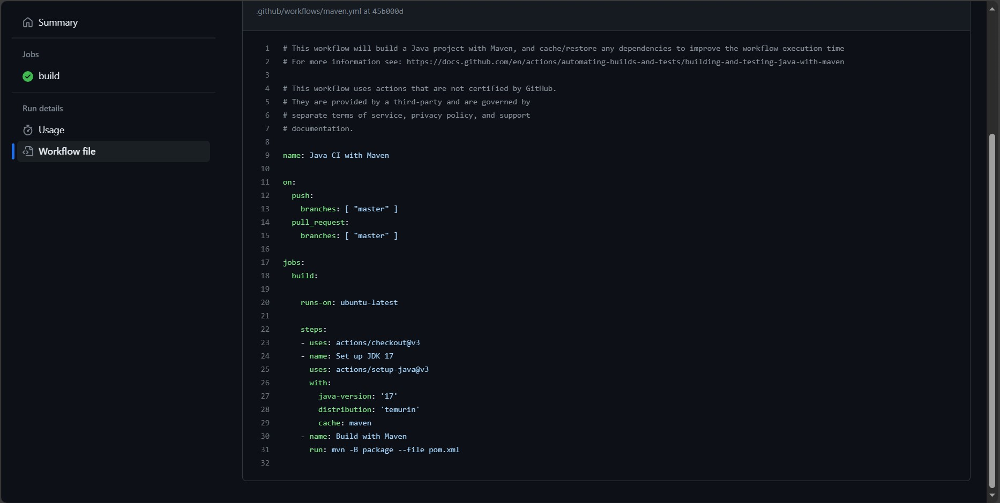 Summary
Jobs
build
Run details
Usage
Workflow file
.github/workflows/maven.yml at 45b000d
1 # This workflow will build a Java project with Maven, and cache/restore any dependencies to improve the workflow execution time
2 # For more information see: https://docs.github.com/en/actions/automating-builds-and-tests/building-and-testing-java-with-maven
3
4 # This workflow uses actions that are not certified by GitHub.
5 # They are provided by a third-party and are governed by
6 # separate terms of service, privacy policy, and support
7 # documentation.
8
9 name: Java CI with Maven
10
11 on:
12   push:
13     branches: [ "master" ]
14   pull_request:
15     branches: [ "master" ]
16
17 jobs:
18   build:
19
20     runs-on: ubuntu-latest
21
22     steps:
23     - uses: actions/checkout@v3
24     - name: Set up JDK 17
25       uses: actions/setup-java@v3
26       with:
27         java-version: '17'
28         distribution: 'temurin'
29         cache: maven
30     - name: Build with Maven
31       run: mvn -B package --file pom.xml
32